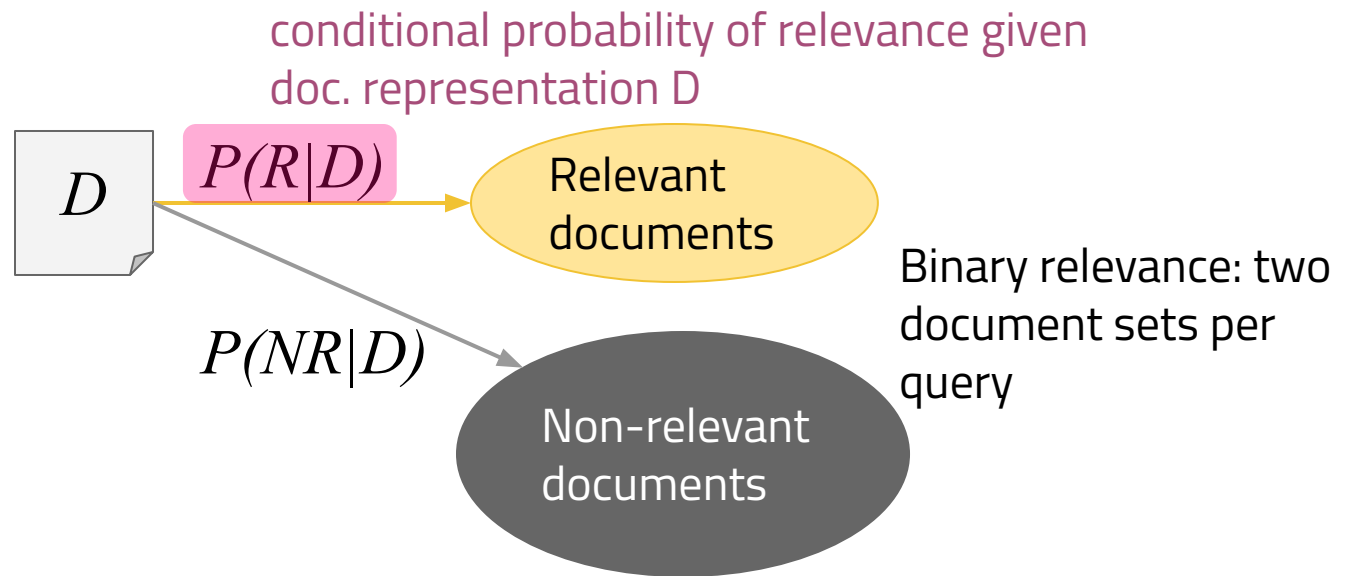 conditional probability of relevance given
doc. representation D
D
P(R|D)
Relevant
documents
Binary relevance: two
document sets per
query
P(NR|D)
Non-relevant
documents